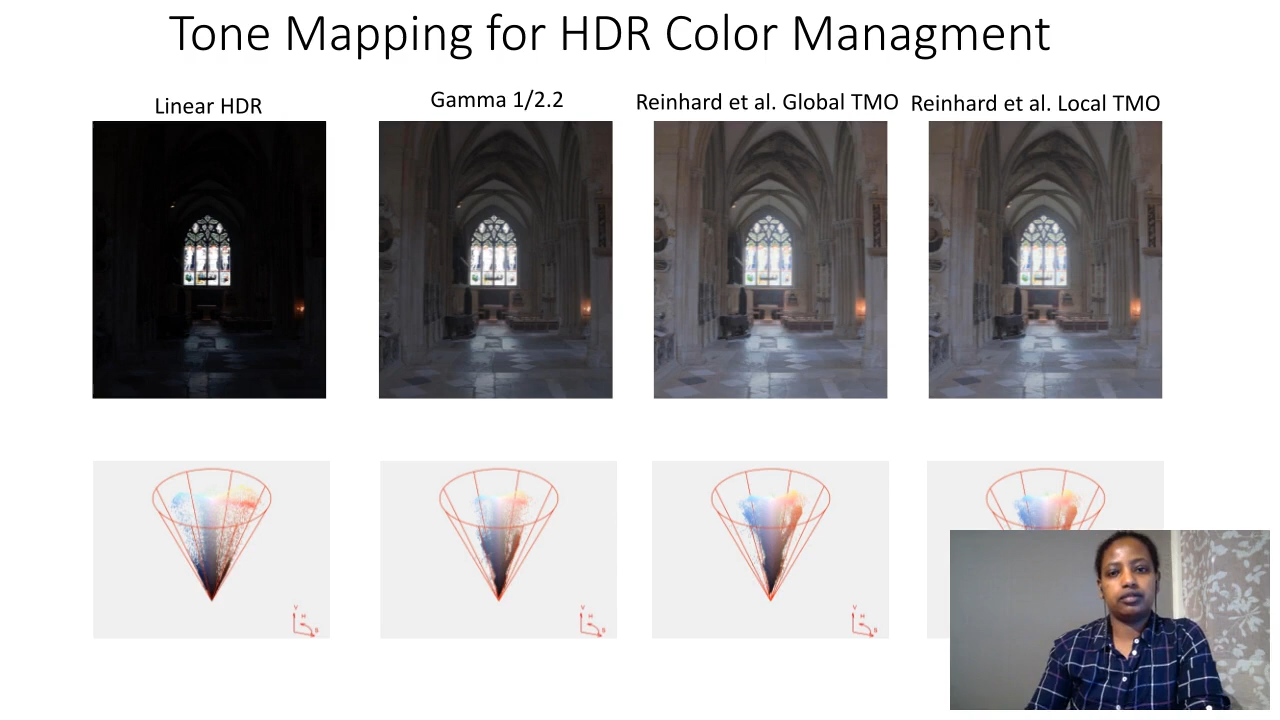 Tone Mapping for HDR Color Managment
Linear HDR
Gamma 1/2.2
Reinhard et al. Global TMO
Reinhard et al. Local TMO
V
H
S
V
H
S
V
H
S